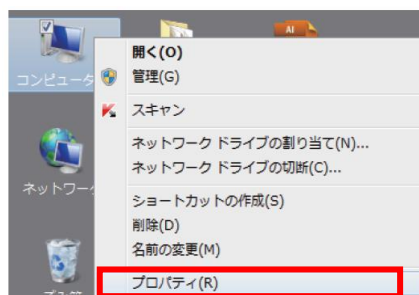 AI
開く(O)
コンピュータ
管理(G)
スキャン
ネットワーク ドライブの割り当て(N)...
ネットワーク ドライブの切断(C)...
ネットワー
ショートカットの作成(S)
削除(D)
名前の変更(M)
プロパティ(R)